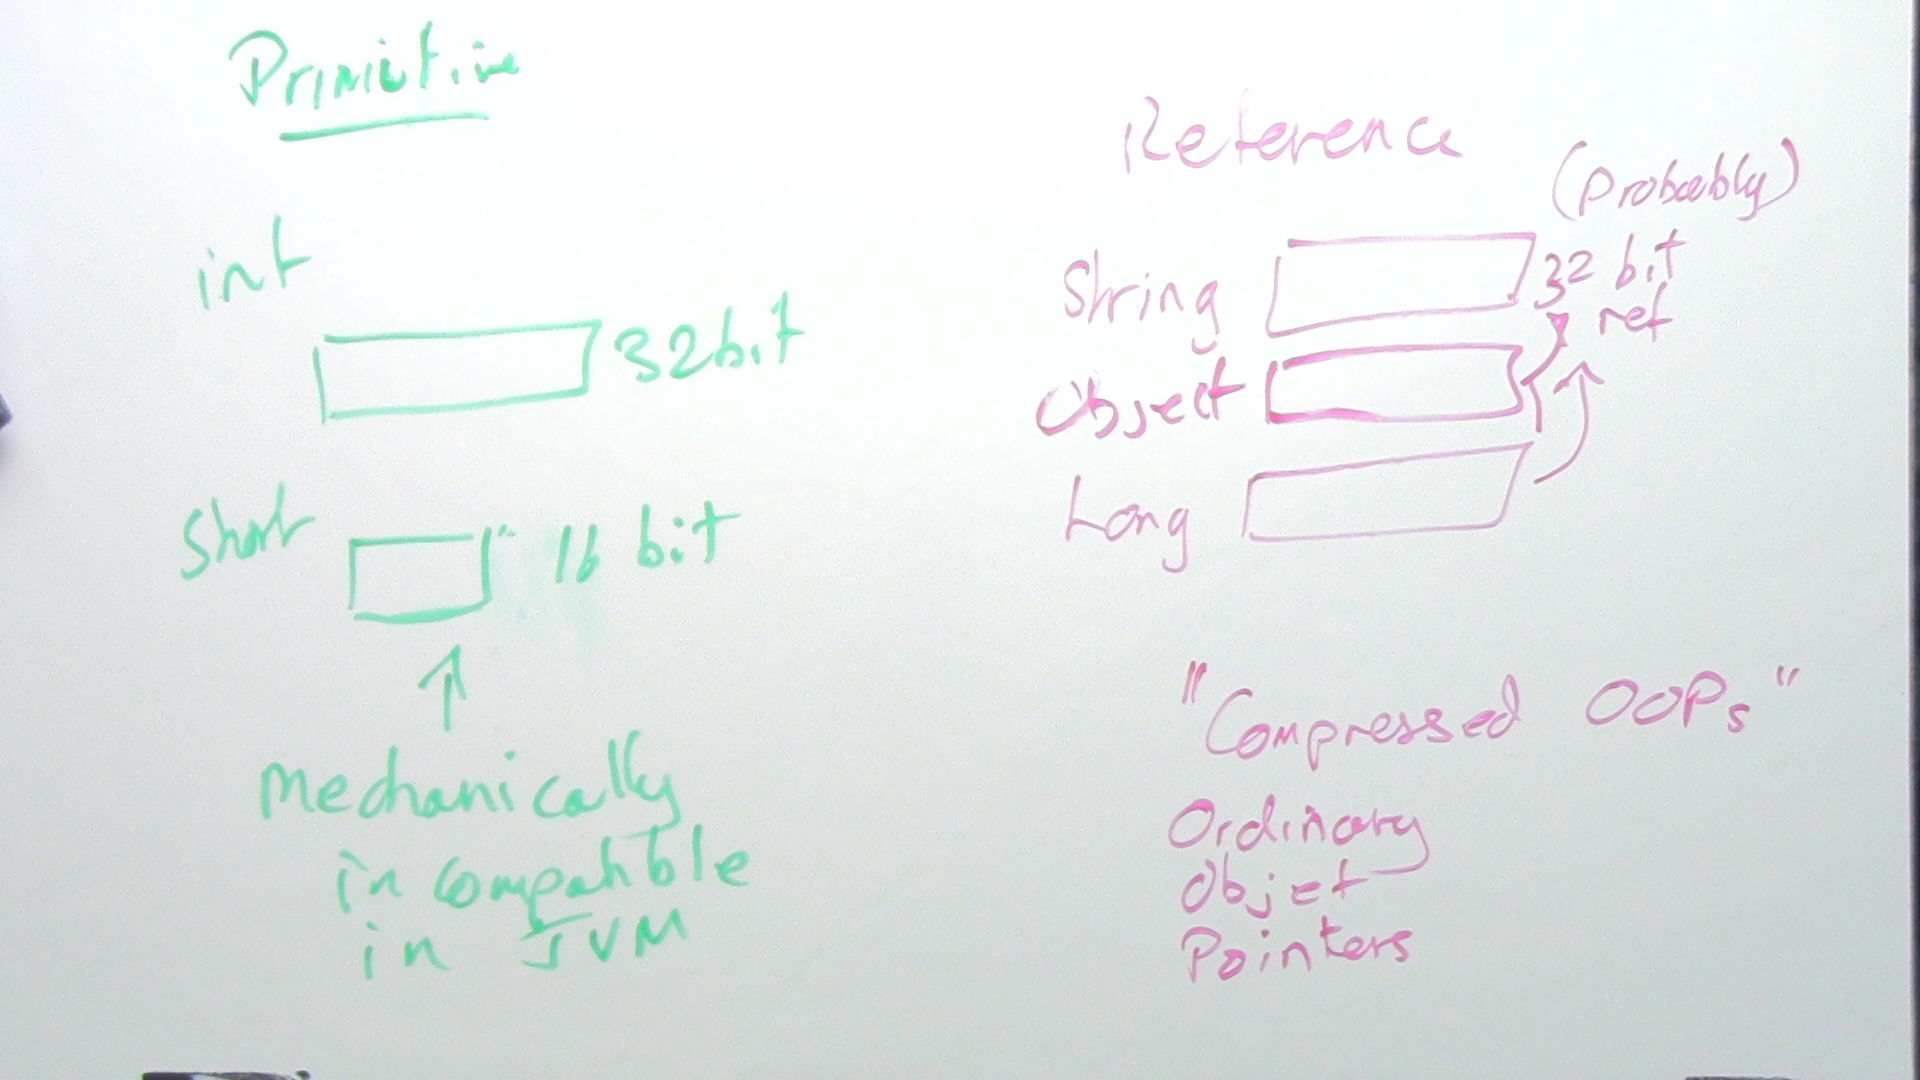 Primitive
int
32bit
Short
16 bit
Mechanically
incompatible
in JVM
Reference
(Probably)
String
32 bit
ref
Object
Long
"Compressed OOPs"
Ordinary
Objet
Pointers